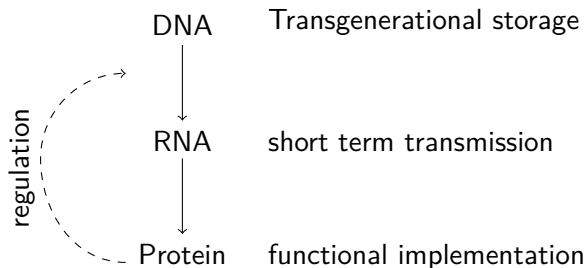 DNA Transgenerational storage
regulation
RNA short term transmission
Protein functional implementation